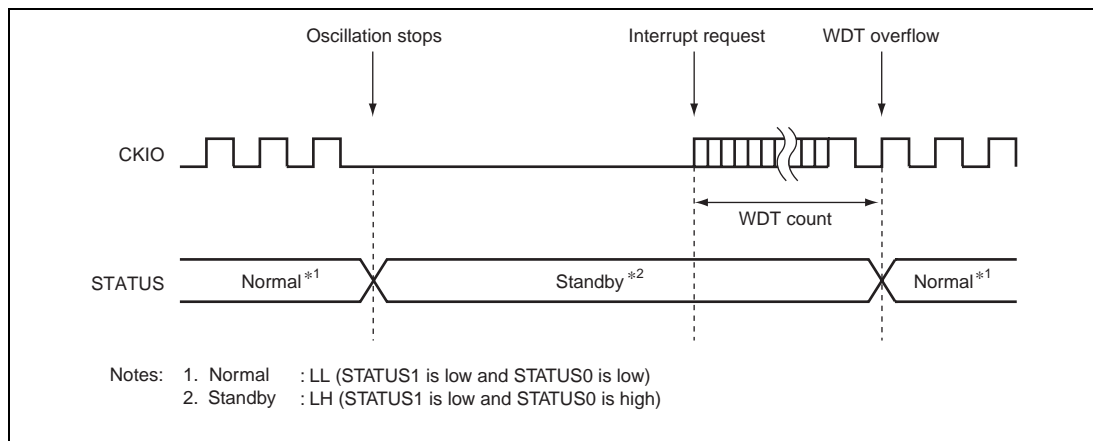 Oscillation stops
Interrupt request
WDT overflow
CKIO
WDT count
STATUS
Normal*1
Standby*2
Normal*1
Notes: 1. Normal : LL (STATUS1 is low and STATUS0 is low)
2. Standby : LH (STATUS1 is low and STATUS0 is high)